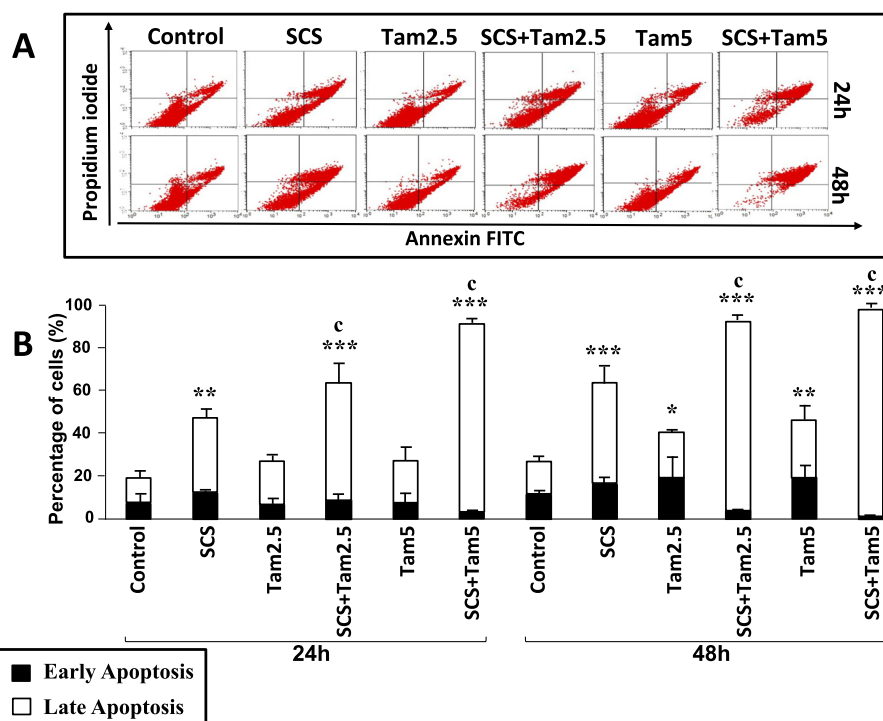 A
Control SCS Tam2.5 SCS+Tam2.5 Tam5 SCS+Tam5
Propidium iodide
24h
48h
Annexin FITC
B
Percentage of cells (%)
100
80
60
40
20
0
**
c
***
c
***
***
*
c
***
**
c
***
Control SCS Tam2.5 SCS+Tam2.5 Tam5 SCS+Tam5 Control SCS Tam2.5 SCS+Tam2.5 Tam5 SCS+Tam5
24h 48h
Early Apoptosis
Late Apoptosis